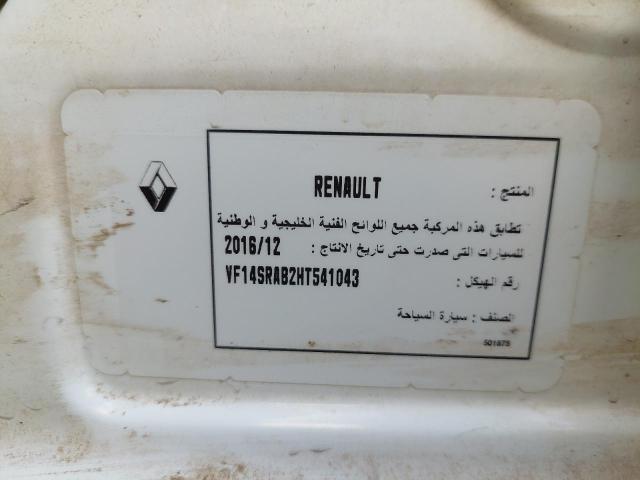 المنتج : RENAULT
تطابق هذه المركبة جميع اللوائح الفنية الخليجية و الوطنية
للسيارات التى صدرت حتى تاريخ الانتاج : 2016/12
رقم الهيكل : VF14SRAB2HT541043
الصنف : سيارة السياحة
501875